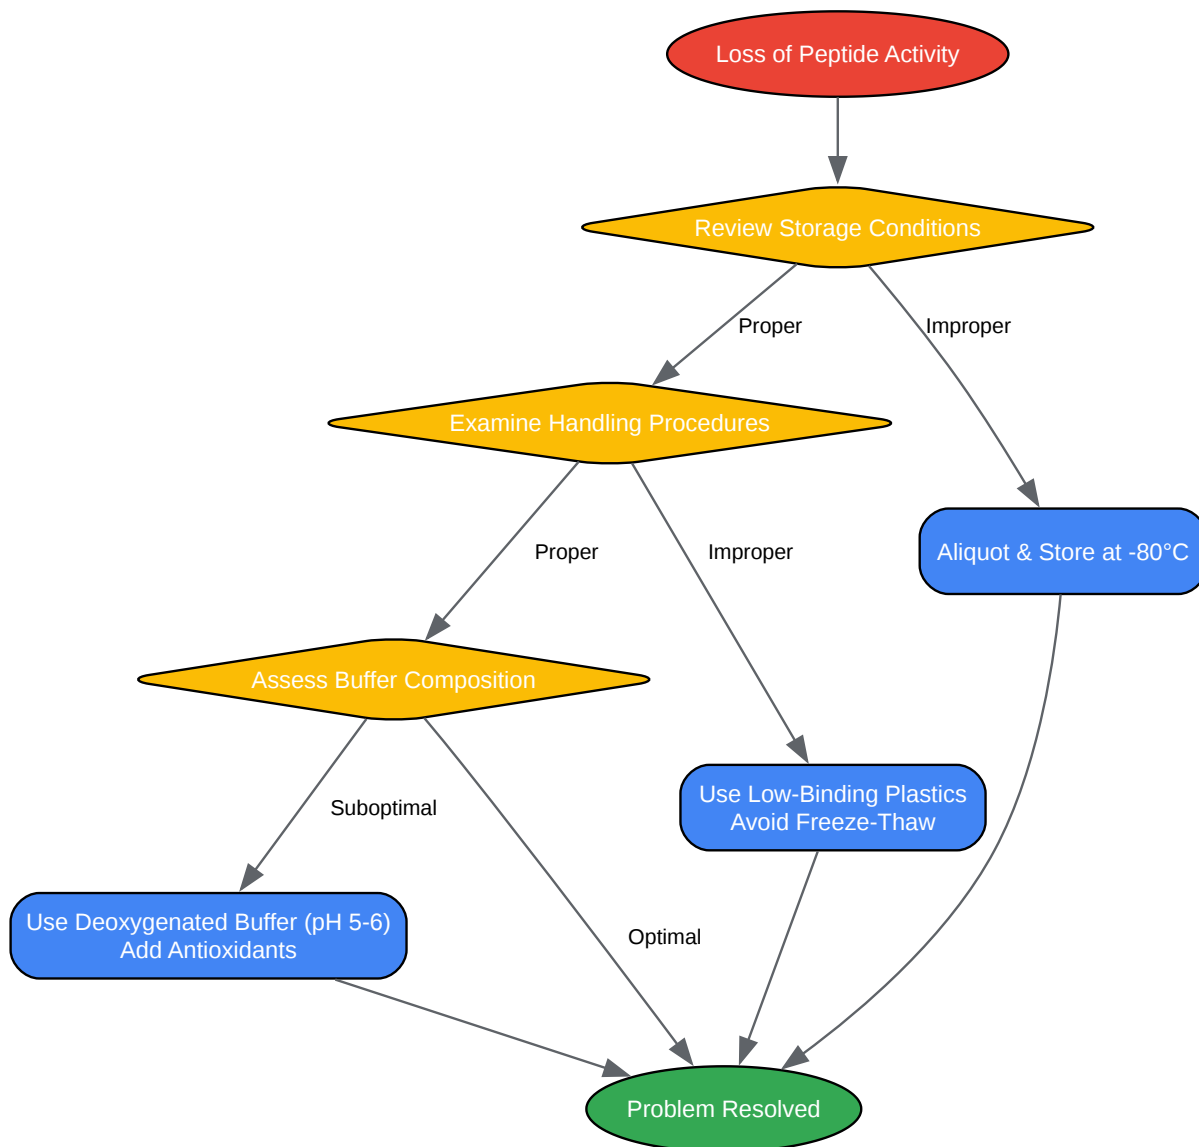 Loss of Peptide Activity
Review Storage Conditions
Proper
Improper
Examine Handling Procedures
Proper
Improper
Aliquot & Store at -80°C
Assess Buffer Composition
Suboptimal
Use Low-Binding Plastics
Avoid Freeze-Thaw
Use Deoxygenated Buffer (pH 5-6)
Add Antioxidants
Optimal
Problem Resolved